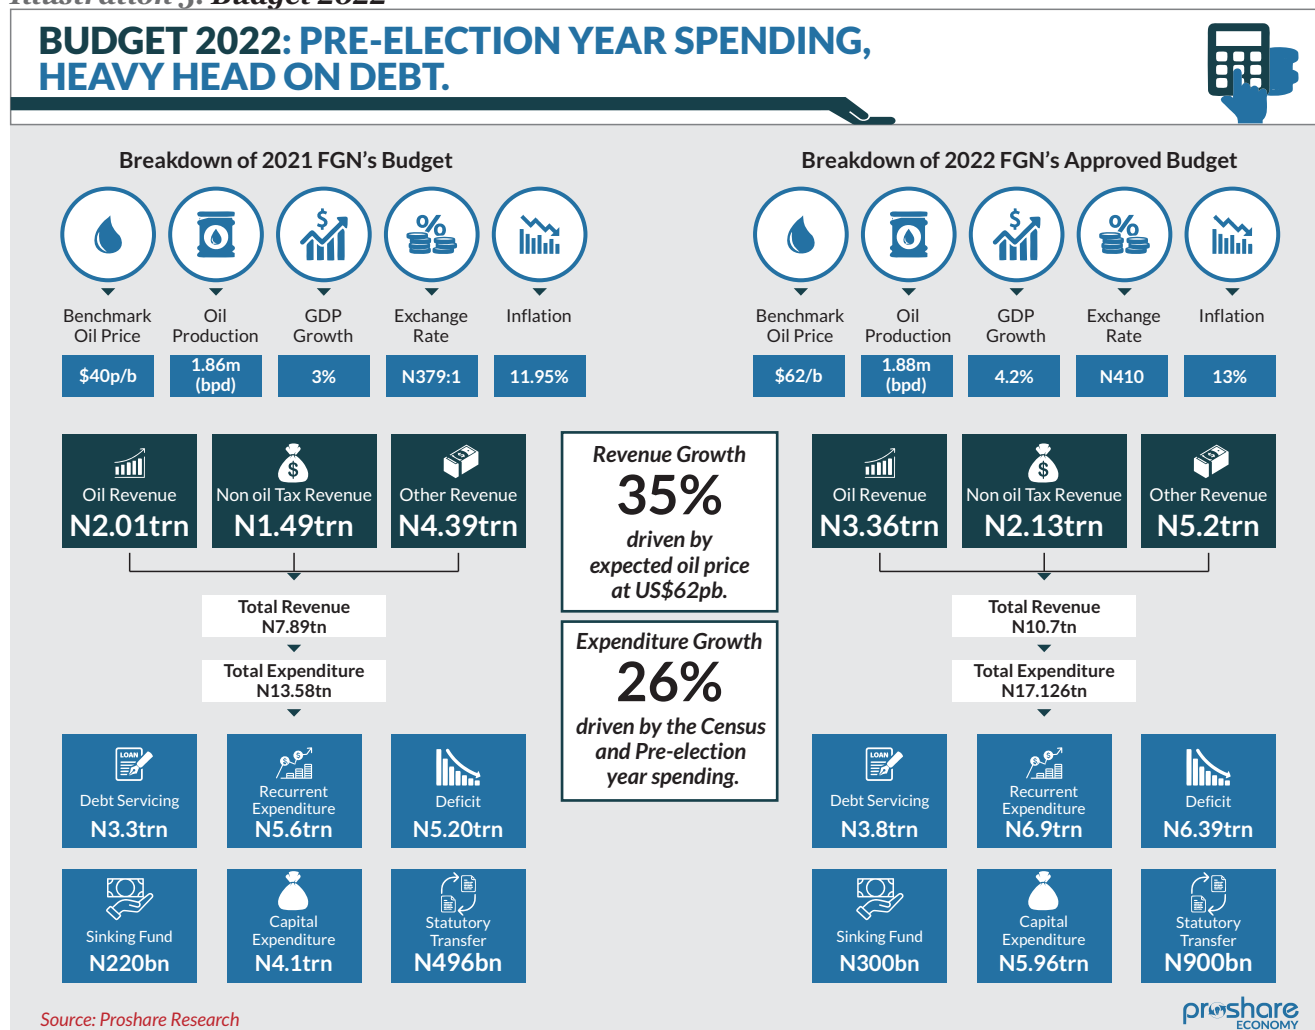 Illustration 3: Budget 2022
BUDGET 2022: PRE-ELECTION YEAR SPENDING,
HEAVY HEAD ON DEBT.
Breakdown of 2021 FGN's Budget
Benchmark
Oil Price
$40p/b
Oil
Production
1.86m
(bpd)
GDP
Growth
3%
Exchange
Rate
N379:1
Inflation
11.95%
Oil Revenue
N2.01trn
Non oil Tax Revenue
N1.49trn
Other Revenue
N4.39trn
Total Revenue
N7.89tn
Total Expenditure
N13.58tn
LOAN
Debt Servicing
N3.3trn
Recurrent
Expenditure
N5.6trn
Deficit
N5.20trn
Sinking Fund
N220bn
Capital
Expenditure
N4.1trn
Statutory
Transfer
N496bn
Revenue Growth
35%
driven by
expected oil price
at US$62pb.
Expenditure Growth
26%
driven by the Census
and Pre-election
year spending.
Breakdown of 2022 FGN's Approved Budget
Benchmark
Oil Price
$62/b
Oil
Production
1.88m
(bpd)
GDP
Growth
4.2%
Exchange
Rate
N410
Inflation
13%
Oil Revenue
N3.36trn
Non oil Tax Revenue
N2.13trn
Other Revenue
N5.2trn
Total Revenue
N10.7tn
Total Expenditure
N17.126tn
LOAN
Debt Servicing
N3.8trn
Recurrent
Expenditure
N6.9trn
Deficit
N6.39trn
Sinking Fund
N300bn
Capital
Expenditure
N5.96trn
Statutory
Transfer
N900bn
Source: Proshare Research
proshare
ECONOMY